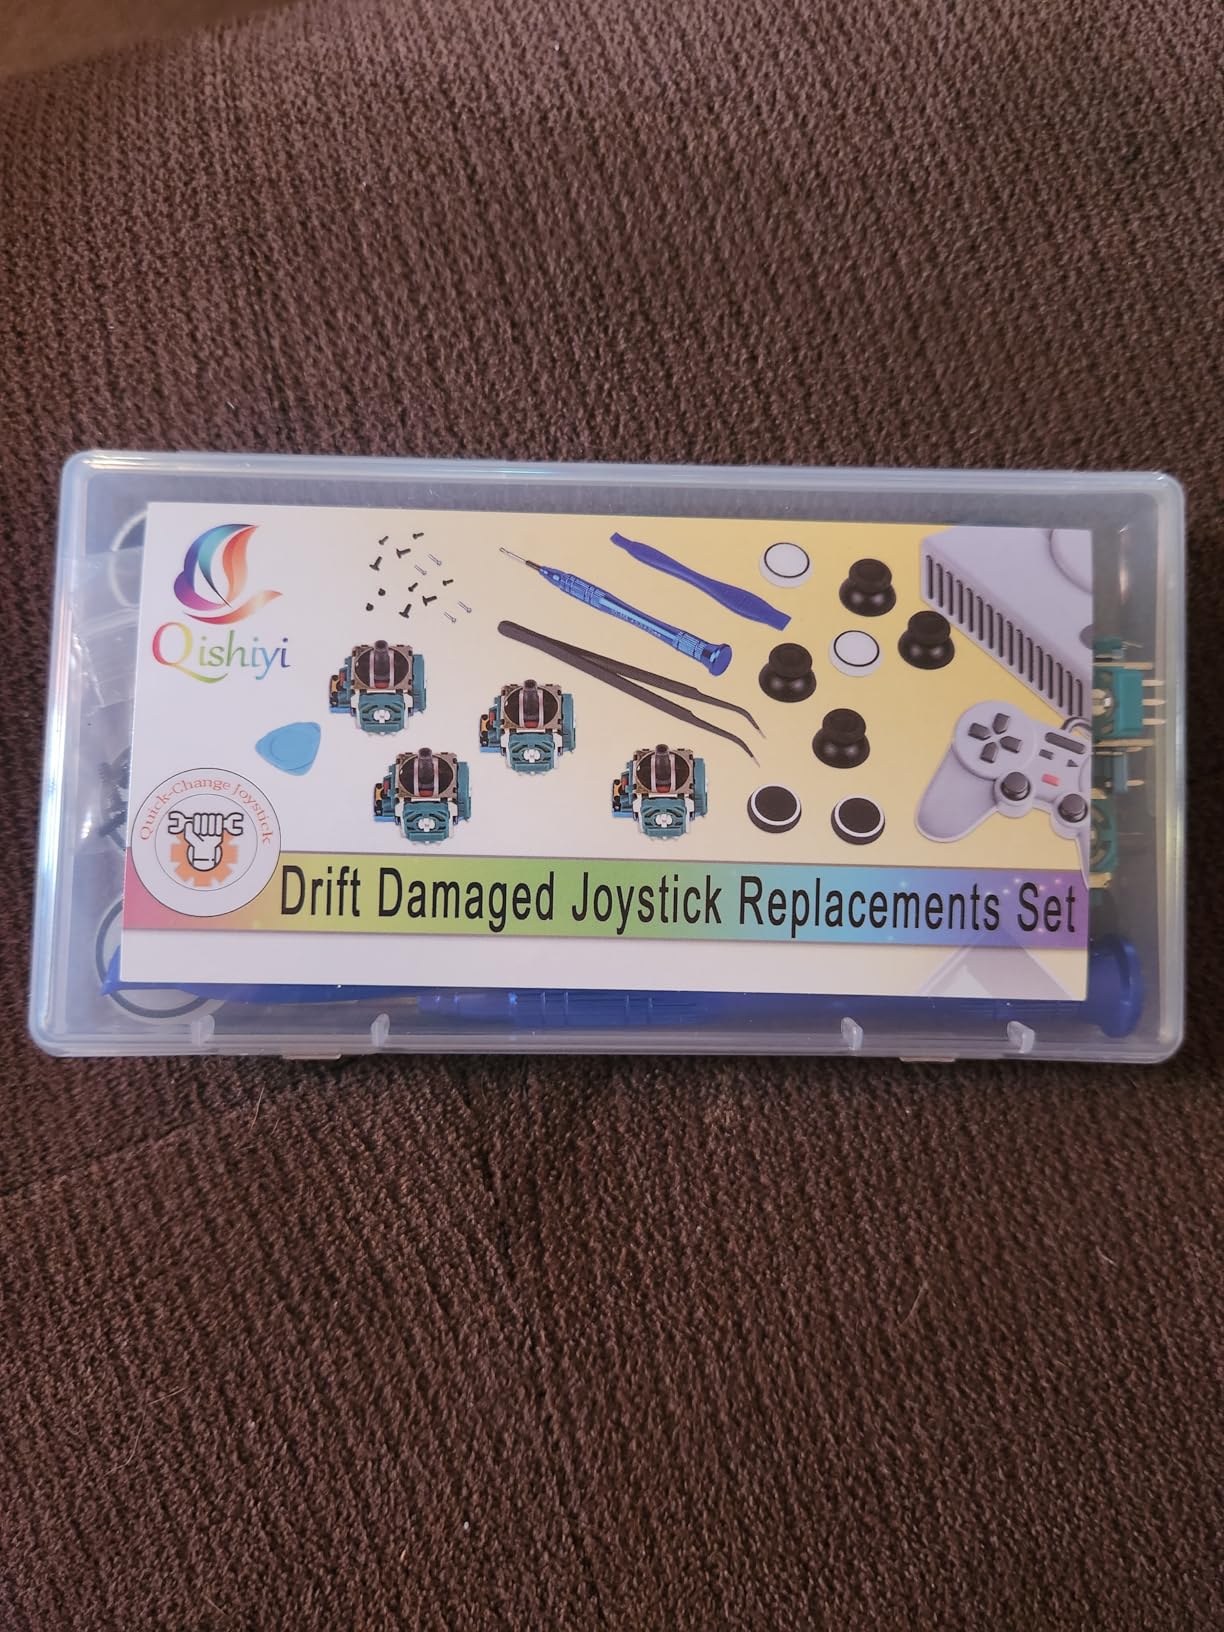 Qishiyi
Quick-Change Joystick
Drift Damaged Joystick Replacements Set